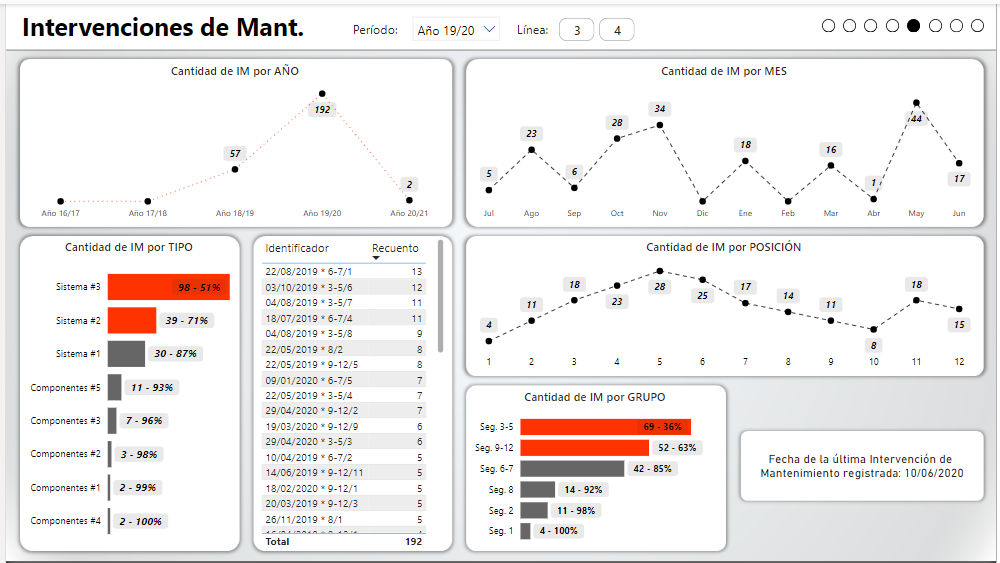 Intervenciones de Mant.
Período:
Año 19/20
Línea:
3
4
Cantidad de IM por AÑO
192
57
2
Año 16/17
Año 17/18
Año 18/19
Año 19/20
Año 20/21
Cantidad de IM por MES
5
23
6
28
34
18
16
1
44
17
Jul
Ago
Sep
Oct
Nov
Dic
Ene
Feb
Mar
Abr
May
Jun
Cantidad de IM por TIPO
Sistema #3
98 - 51%
Sistema #2
39 - 71%
Sistema #1
30 - 87%
Componentes #5
11 - 93%
Componentes #3
7 - 96%
Componentes #2
3 - 98%
Componentes #1
2 - 99%
Componentes #4
2 - 100%
Identificador Recuento
22/08/2019 * 6-7/1 13
03/10/2019 * 3-5/6 12
04/08/2019 * 3-5/7 11
18/07/2019 * 6-7/4 11
04/08/2019 * 3-5/8 9
22/05/2019 * 8/2 8
22/05/2019 * 9-12/5 8
09/01/2020 * 6-7/5 7
22/05/2019 * 3-5/4 7
29/04/2020 * 9-12/2 7
19/03/2020 * 9-12/9 6
29/04/2020 * 3-5/3 6
10/04/2019 * 6-7/2 5
14/06/2019 * 9-12/11 5
18/02/2020 * 9-12/1 5
20/03/2019 * 9-12/3 5
26/11/2019 * 8/1 5
Total 192
Cantidad de IM por POSICIÓN
4
11
18
23
28
25
17
14
11
8
18
15
1
2
3
4
5
6
7
8
9
10
11
12
Cantidad de IM por GRUPO
Seg. 3-5
69 - 36%
Seg. 9-12
52 - 63%
Seg. 6-7
42 - 85%
Seg. 8
14 - 92%
Seg. 2
11 - 98%
Seg. 1
4 - 100%
Fecha de la última Intervención de
Mantenimiento registrada: 10/06/2020